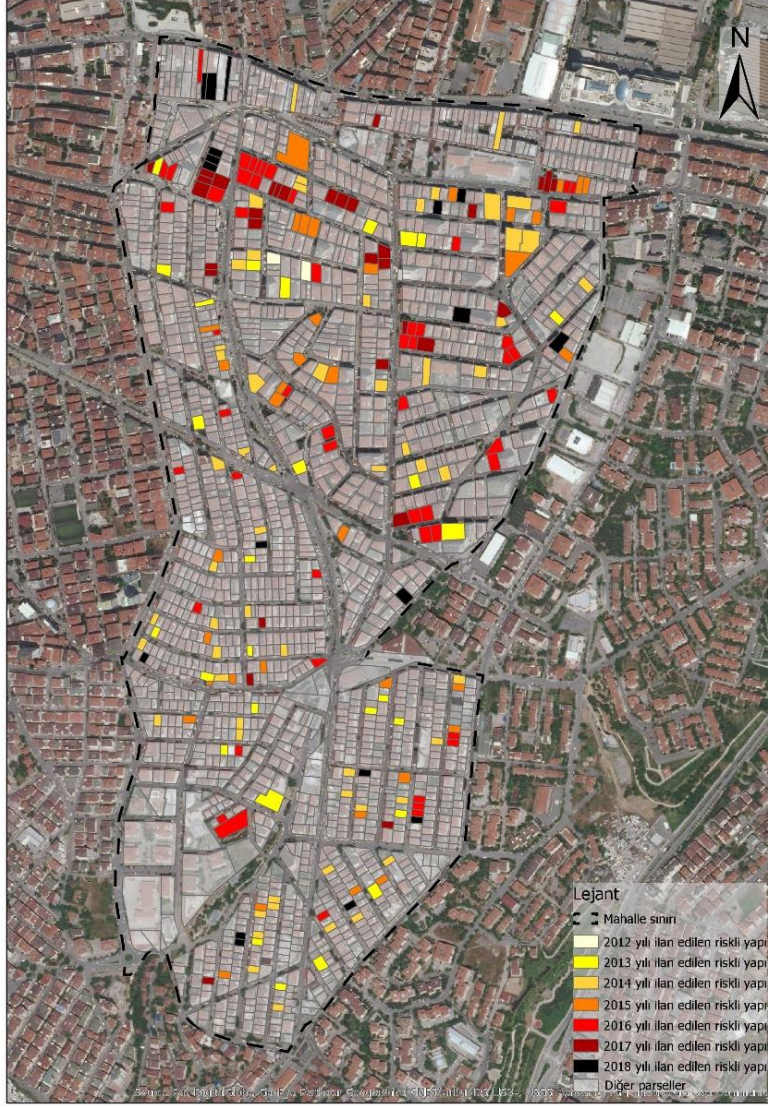 N
Lejant
Mahalle sınırı
2012 yılı ilan edilen riskli yapı
2013 yılı ilan edilen riskli yapı
2014 yılı ilan edilen riskli yapı
2015 yılı ilan edilen riskli yapı
2016 yılı ilan edilen riskli yapı
2017 yılı ilan edilen riskli yapı
2018 yılı ilan edilen riskli yapı
Diğer parseller